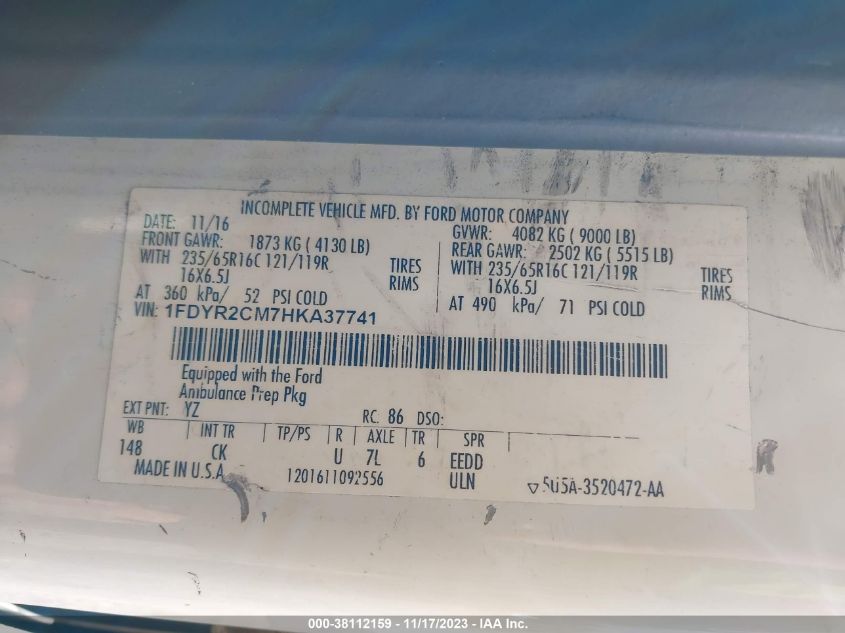 INCOMPLETE VEHICLE MFD. BY FORD MOTOR COMPANY
DATE: 11/16 GVWR: 4082 KG ( 9000 LB)
FRONT GAWR: 1873 KG ( 4130 LB) REAR GAWR: 2502 KG ( 5515 LB)
WITH 235/65R16C 121/119R TIRES WITH 235/65R16C 121/119R TIRES
16X6.5J RIMS 16X6.5J RIMS
AT 360 kPa/ 52 PSI COLD AT 490 kPa/ 71 PSI COLD
VIN: 1FDYR2CM7HKA37741
Equipped with the Ford
Ambulance Prep Pkg
EXT PNT: YZ RC: 86 DSO:
WB INT TR TP/PS R AXLE TR SPR
148 CK U 7L 6 EEDD
MADE IN U.S.A. 1201611092556 ULN 5U5A-3520472-AA
000-38112159 - 11/17/2023 - IAA Inc.